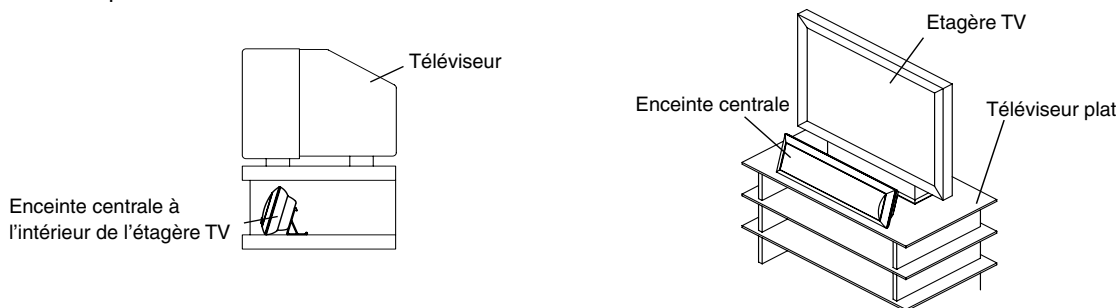 Téléviseur
Enceinte centrale à
l'intérieur de l'étagère TV
Etagère TV
Enceinte centrale
Téléviseur plat